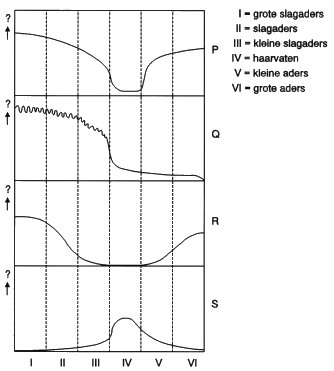 I = grote slagaders
II = slagaders
III = kleine slagaders
IV = haarvaten
V = kleine aders
VI = grote aders
?
P
?
Q
?
R
?
S
I II III IV V VI